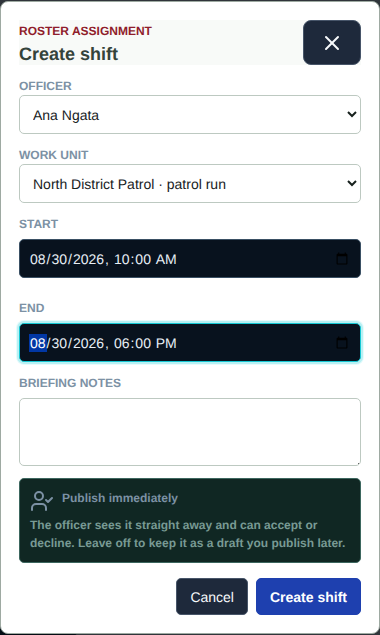 ROSTER ASSIGNMENT
Create shift
OFFICER
Ana Ngata
WORK UNIT
North District Patrol · patrol run
START
08/30/2026, 10:00 AM
END
08/30/2026, 06:00 PM
BRIEFING NOTES
Publish immediately
The officer sees it straight away and can accept or
decline. Leave off to keep it as a draft you publish later.
Cancel
Create shift